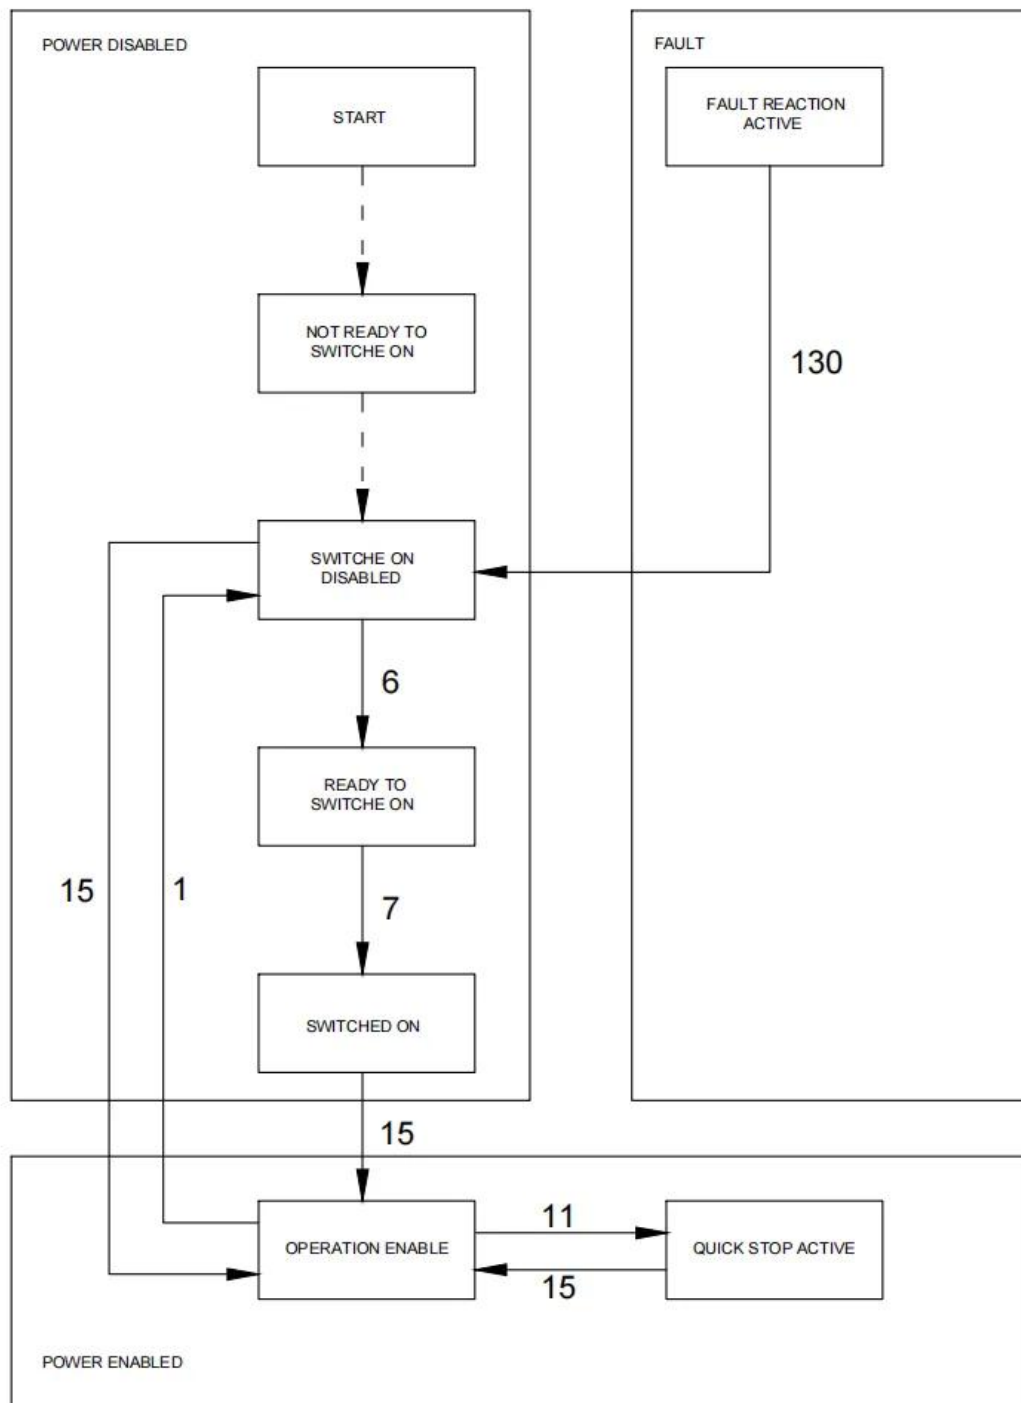 POWER DISABLED
FAULT
START
FAULT REACTION
ACTIVE
NOT READY TO
SWITCHE ON
130
SWITCHE ON
DISABLED
6
READY TO
SWITCHE ON
15
1
7
SWITCHED ON
15
OPERATION ENABLE
11
15
QUICK STOP ACTIVE
POWER ENABLED